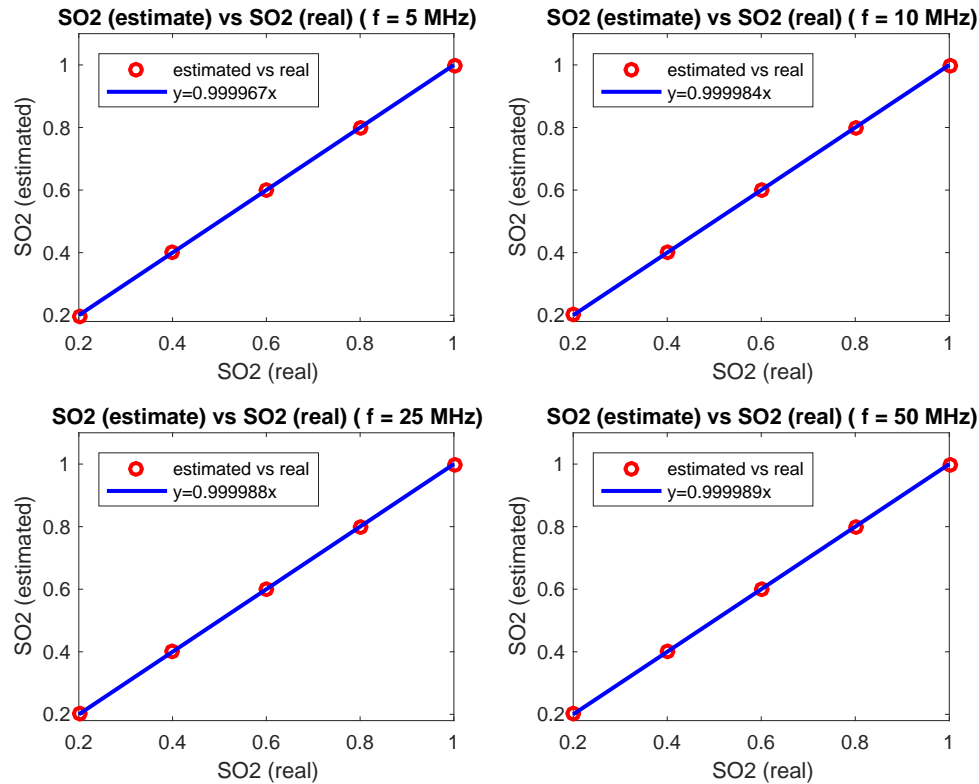 SO2 (estimate) vs SO2 (real) ( f = 5 MHz)
estimated vs real
y=0.999967x
SO2 (estimated)
1
0.8
0.6
0.4
0.2
0.2 0.4 0.6 0.8 1
SO2 (real)
SO2 (estimate) vs SO2 (real) ( f = 10 MHz)
estimated vs real
y=0.999984x
SO2 (estimated)
1
0.8
0.6
0.4
0.2
0.2 0.4 0.6 0.8 1
SO2 (real)
SO2 (estimate) vs SO2 (real) ( f = 25 MHz)
estimated vs real
y=0.999988x
SO2 (estimated)
1
0.8
0.6
0.4
0.2
0.2 0.4 0.6 0.8 1
SO2 (real)
SO2 (estimate) vs SO2 (real) ( f = 50 MHz)
estimated vs real
y=0.999989x
SO2 (estimated)
1
0.8
0.6
0.4
0.2
0.2 0.4 0.6 0.8 1
SO2 (real)